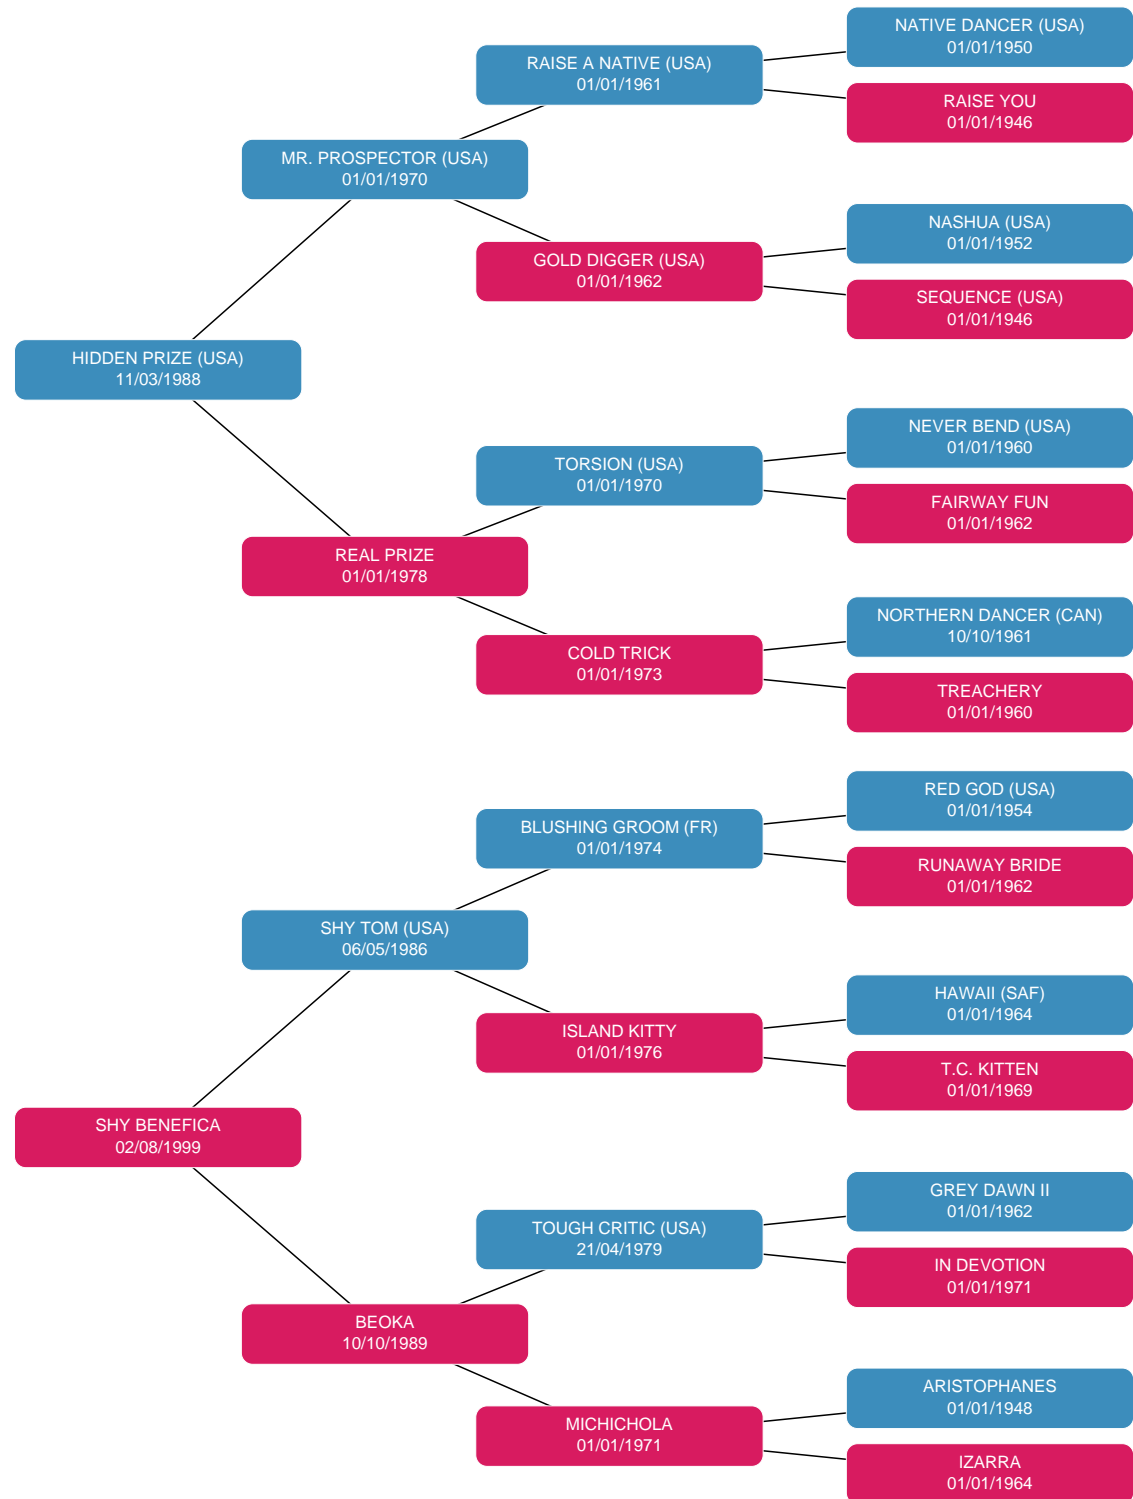 NATIVE DANCER (USA)
01/01/1950
RAISE A NATIVE (USA)
01/01/1961
RAISE YOU
01/01/1946
MR. PROSPECTOR (USA)
01/01/1970
NASHUA (USA)
01/01/1952
GOLD DIGGER (USA)
01/01/1962
SEQUENCE (USA)
01/01/1946
HIDDEN PRIZE (USA)
11/03/1988
NEVER BEND (USA)
01/01/1960
TORSION (USA)
01/01/1970
FAIRWAY FUN
01/01/1962
REAL PRIZE
01/01/1978
NORTHERN DANCER (CAN)
10/10/1961
COLD TRICK
01/01/1973
TREACHERY
01/01/1960
RED GOD (USA)
01/01/1954
BLUSHING GROOM (FR)
01/01/1974
RUNAWAY BRIDE
01/01/1962
SHY TOM (USA)
06/05/1986
HAWAII (SAF)
01/01/1964
ISLAND KITTY
01/01/1976
T.C. KITTEN
01/01/1969
SHY BENEFICA
02/08/1999
GREY DAWN II
01/01/1962
TOUGH CRITIC (USA)
21/04/1979
IN DEVOTION
01/01/1971
BEOKA
10/10/1989
ARISTOPHANES
01/01/1948
MICHICHOLA
01/01/1971
IZARRA
01/01/1964